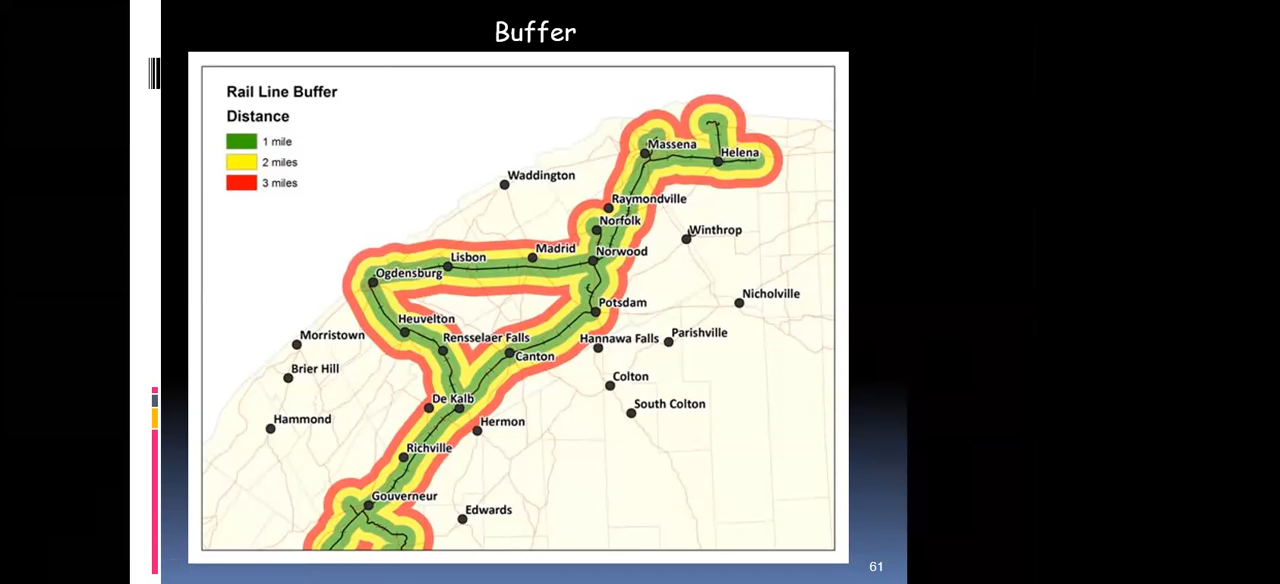 Buffer
Rail Line Buffer
Distance
1 mile
2 miles
3 miles
Massena
Helena
Waddington
Raymondville
Norfolk
Winthrop
Madrid
Norwood
Lisbon
Ogdensburg
Nicholville
Potsdam
Heuvelton
Morristown
Rensselaer Falls
Hannawa Falls
Parishville
Canton
Brier Hill
Colton
De Kalb
South Colton
Hammond
Hermon
Richville
Gouverneur
Edwards
61